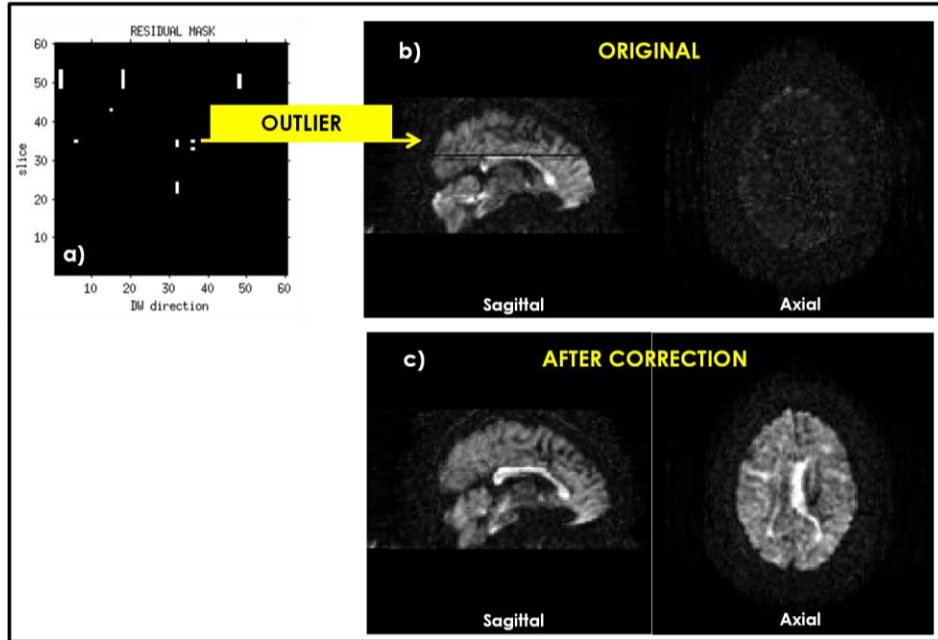 RESIDUAL MASK
60
50
40
30
20
10
slice
a)
10 20 30 40 50 60
DW direction
OUTLIER
b)
ORIGINAL
Sagittal
Axial
c)
AFTER CORRECTION
Sagittal
Axial